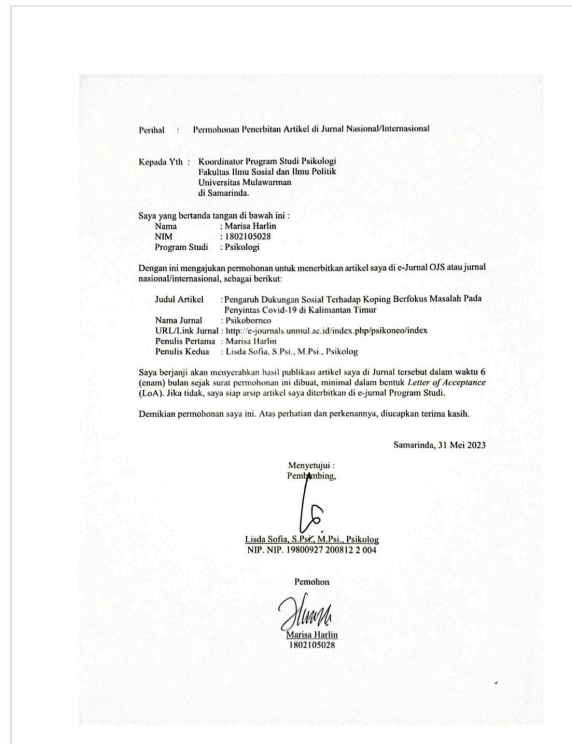 Perihal : Permohonan Penerbitan Artikel di Jurnal Nasional/Internasional
Kepada Yth : Koordinator Program Studi Psikologi
Fakultas Ilmu Sosial dan Ilmu Politik
Universitas Mulawarman
di Samarinda.
Saya yang bertanda tangan di bawah ini :
Nama : Marisa Harlin
NIM : 1802105028
Program Studi : Psikologi
Dengan ini mengajukan permohonan untuk menerbitkan artikel saya di e-Jurnal OJS atau jurnal
nasional/internasional, sebagai berikut:
Judul Artikel : Pengaruh Dukungan Sosial Terhadap Koping Berfokus Masalah Pada
Penyintas Covid-19 di Kalimantan Timur
Nama Jurnal : Psikoborneo
URL/Link Jurnal : http://e-journals.unmul.ac.id/index.php/psikoneo/index
Penulis Pertama : Marisa Harlin
Penulis Kedua : Lisda Sofia, S.Psi., M.Psi., Psikolog
Saya berjanji akan menyerahkan hasil publikasi artikel saya di Jurnal tersebut dalam waktu 6
(enam) bulan sejak surat permohonan ini dibuat, minimal dalam bentuk Letter of Acceptance
(LoA). Jika tidak, saya siap arsip artikel saya diterbitkan di e-jurnal Program Studi.
Demikian permohonan saya ini. Atas perhatian dan perkenannya, diucapkan terima kasih.
Samarinda, 31 Mei 2023
Menyetujui :
Pembimbing,
Lisda Sofia, S.Psi., M.Psi., Psikolog
NIP. NIP. 19800927 200812 2 004
Pemohon
Marisa Harlin
1802105028